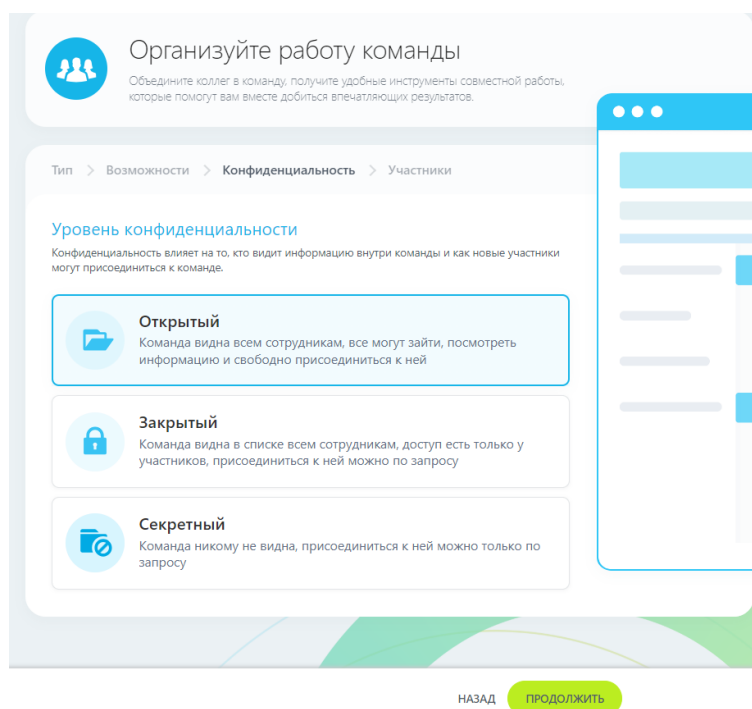 Организуйте работу команды
Объедините коллег в команду, получите удобные инструменты совместной работы,
которые помогут вам вместе добиться впечатляющих результатов.
Тип > Возможности > Конфиденциальность > Участники
Уровень конфиденциальности
Конфиденциальность влияет на то, кто видит информацию внутри команды и как новые участники
могут присоединиться к команде.
Открытый
Команда видна всем сотрудникам, все могут зайти, посмотреть
информацию и свободно присоединиться к ней
Закрытый
Команда видна в списке всем сотрудникам, доступ есть только у
участников, присоединиться к ней можно по запросу
Секретный
Команда никому не видна, присоединиться к ней можно только по
запросу
НАЗАД ПРОДОЛЖИТЬ